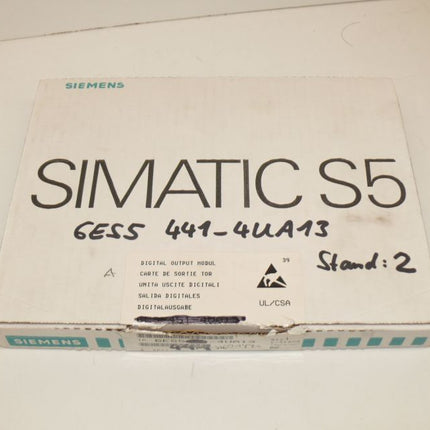 SIEMENS
SIMATIC S5
6ES5 441-4UA13
Stand: 2
A
DIGITAL OUTPUT MODUL
CARTE DE SORTIE TOR
UNITA USCITE DIGITALI
SALIDA DIGITALES
DIGITALAUSGABE
39
UL/CSA
SIEMENS